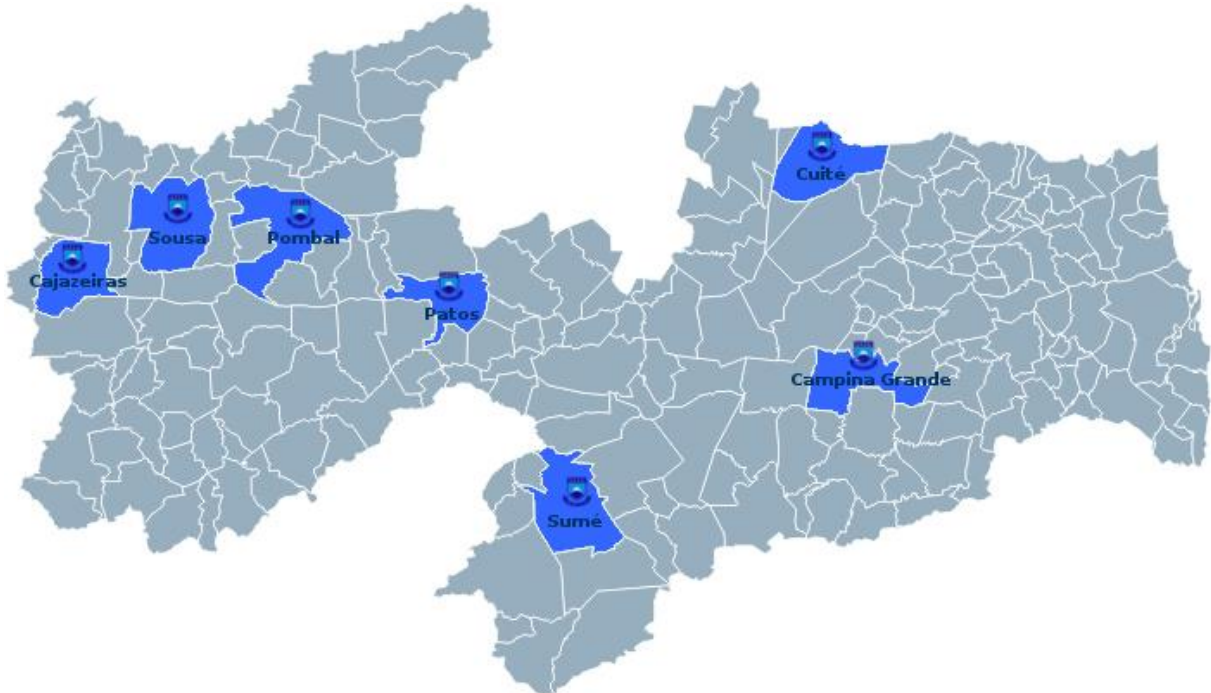 Cuité
Sousa
Pombal
Cajazeiras
Patos
Campina Grande
Sumé